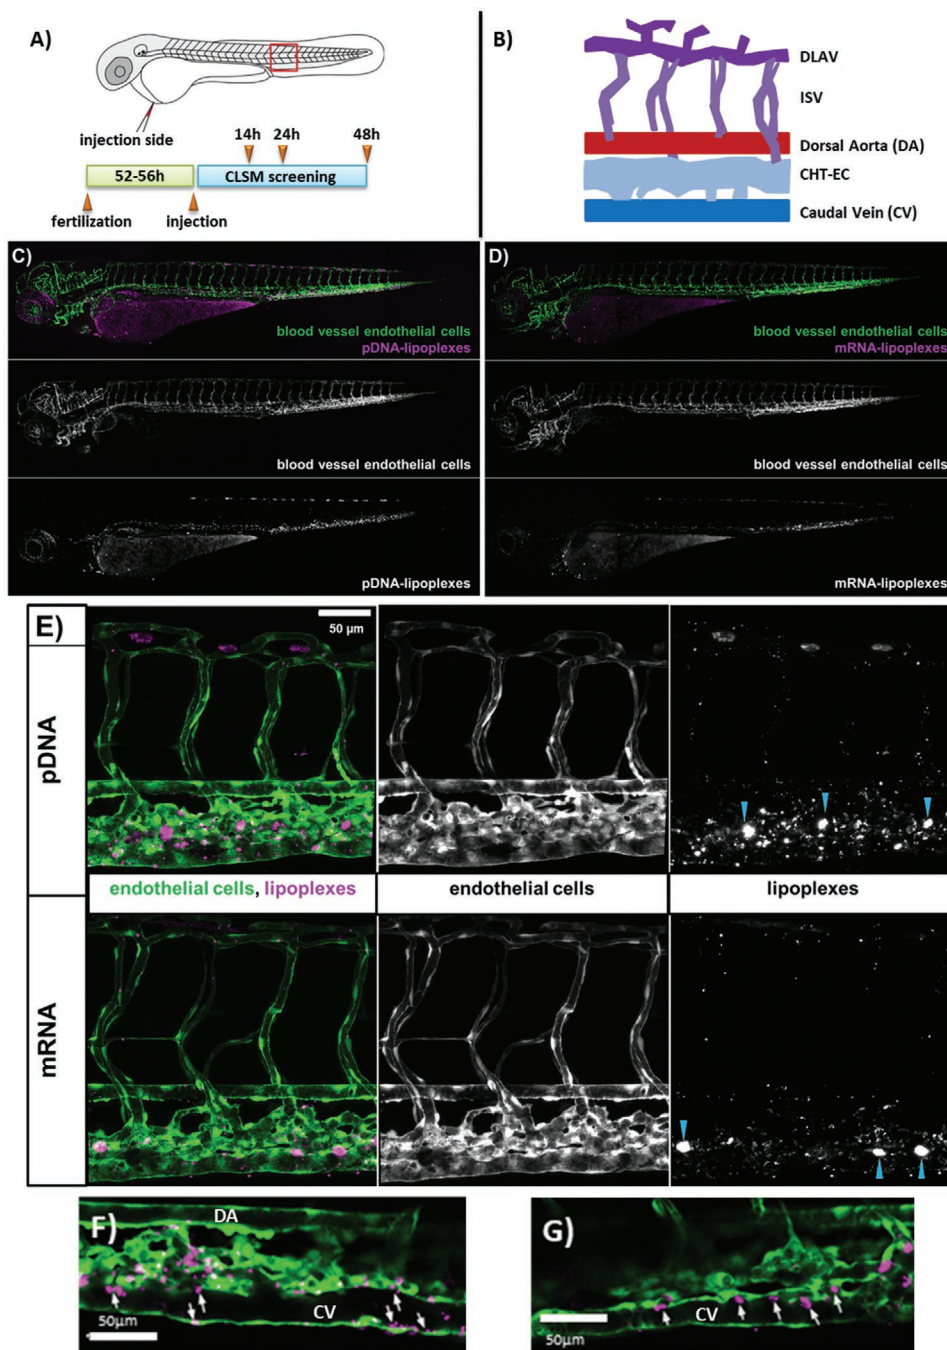 A)
injection side
14h 24h 48h
52-56h CLSM screening
fertilization injection
B)
DLAV
ISV
Dorsal Aorta (DA)
CHT-EC
Caudal Vein (CV)
C)
blood vessel endothelial cells
pDNA-lipoplexes
blood vessel endothelial cells
pDNA-lipoplexes
D)
blood vessel endothelial cells
mRNA-lipoplexes
blood vessel endothelial cells
mRNA-lipoplexes
E)
50 µm
pDNA
endothelial cells, lipoplexes endothelial cells lipoplexes
mRNA
F)
DA
CV
50µm
G)
CV
50µm